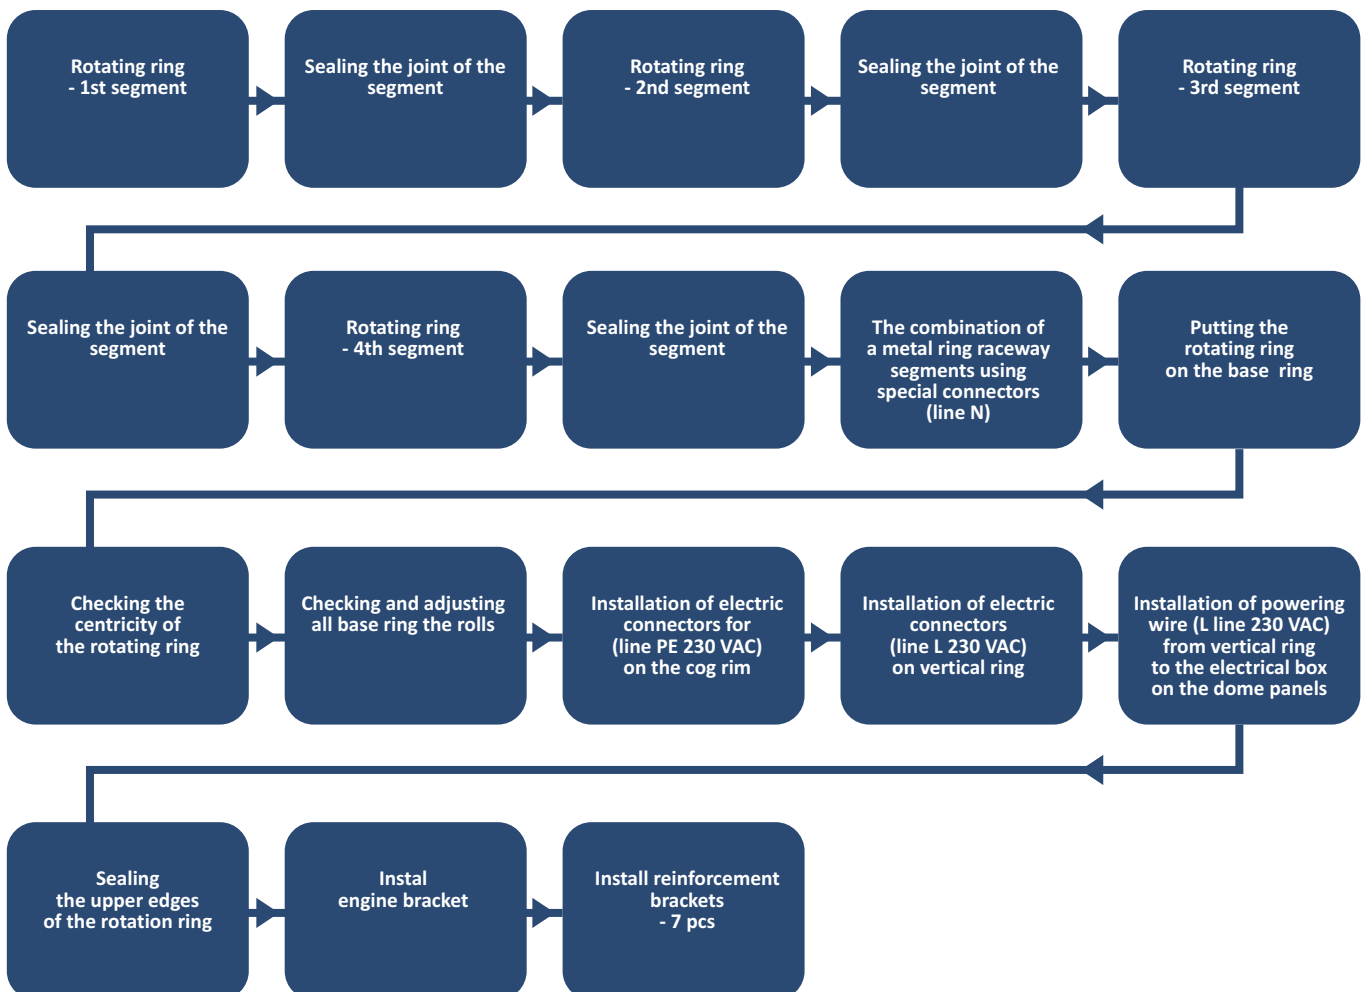 Rotating ring
- 1st segment
Sealing the joint of the
segment
Rotating ring
- 2nd segment
Sealing the joint of the
segment
Rotating ring
- 3rd segment
Sealing the joint of the
segment
Rotating ring
- 4th segment
Sealing the joint of the
segment
The combination of
a metal ring raceway
segments using
special connectors
(line N)
Putting the
rotating ring
on the base ring
Checking the
centricity of
the rotating ring
Checking and adjusting
all base ring the rolls
Installation of electric
connectors for
(line PE 230 VAC)
on the cog rim
Installation of electric
connectors
(line L 230 VAC)
on vertical ring
Installation of powering
wire (L line 230 VAC)
from vertical ring
to the electrical box
on the dome panels
Sealing
the upper edges
of the rotation ring
Instal
engine bracket
Install reinforcement
brackets
- 7 pcs